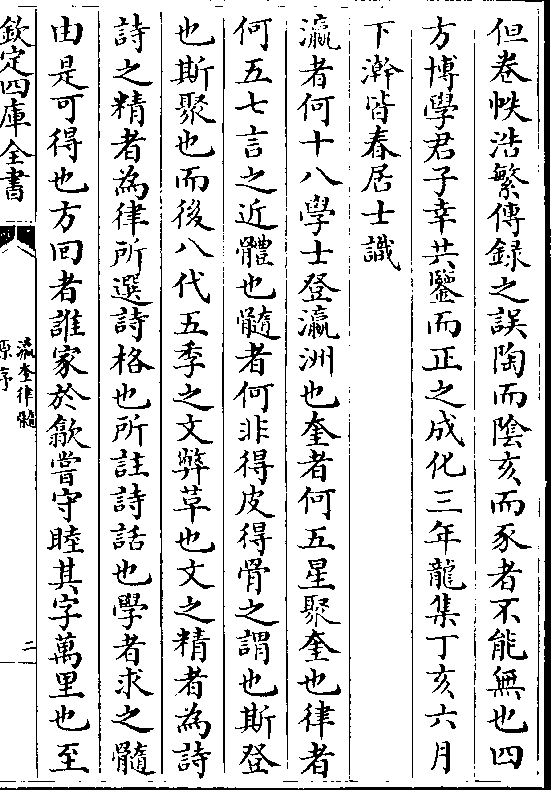 但卷帙浩繁傳録之誤陶而陰亥而豕者不能無也四
方博學君子幸共鑒而正之成化三年龍集丁亥六月
下澣皆春居士識
瀛者何十八學士登瀛洲也奎者何五星聚奎也律者
何五七言之近體也髓者何非得皮得骨之謂也斯登
也斯聚也而後八代五季之文弊革也文之精者為詩
詩之精者為律所選詩格也所註詩話也學者求之髓
由是可得也方回者誰家於歙嘗守睦其字萬里也至
欽定四庫全書
瀛奎律髓
原序
二